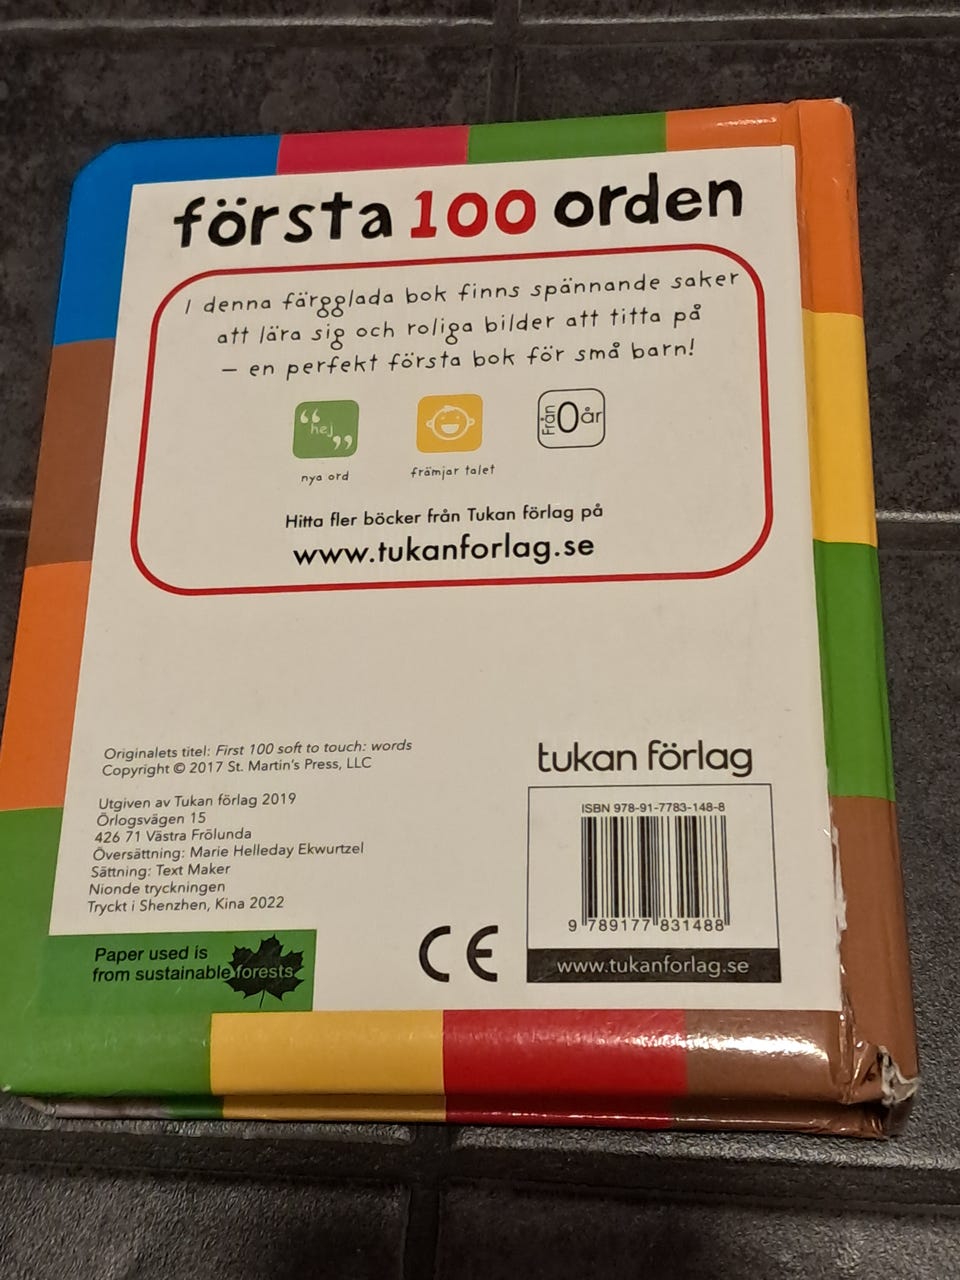 första 100 orden
I denna färgglada bok finns spännande saker
att lära sig och roliga bilder att titta på
– en perfekt första bok för små barn!
“hej”
nya ord
främjar talet
Från 0 år
Hitta fler böcker från Tukan förlag på
www.tukanforlag.se
Originalets titel: First 100 soft to touch: words
Copyright © 2017 St. Martin's Press, LLC
Utgiven av Tukan förlag 2019
Örlogsvägen 15
426 71 Västra Frölunda
Översättning: Marie Helleday Ekwurtzel
Sättning: Text Maker
Nionde tryckningen
Tryckt i Shenzhen, Kina 2022
Paper used is
from sustainable forests
CE
tukan förlag
ISBN 978-91-7783-148-8
9 789177 831488
www.tukanforlag.se